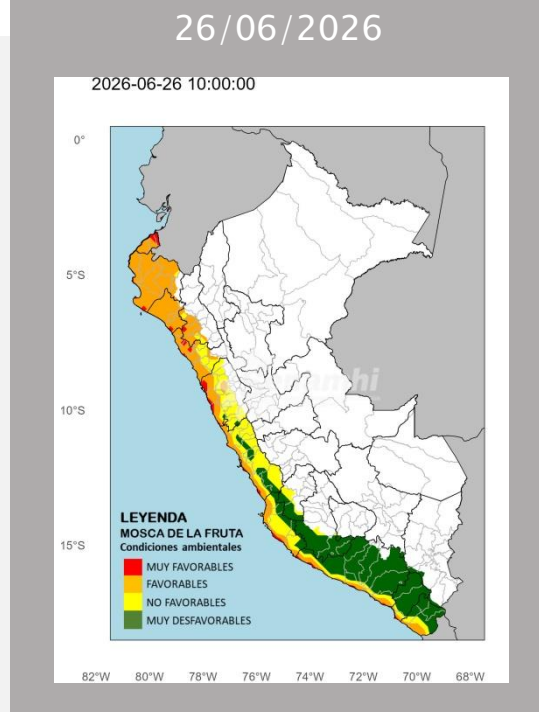 26/06/2026
2026-06-26 10:00:00
0°
5°S
10°S
15°S
LEYENDA
MOSCA DE LA FRUTA
Condiciones ambientales
MUY FAVORABLES
FAVORABLES
NO FAVORABLES
MUY DESFAVORABLES
82°W 80°W 78°W 76°W 74°W 72°W 70°W 68°W